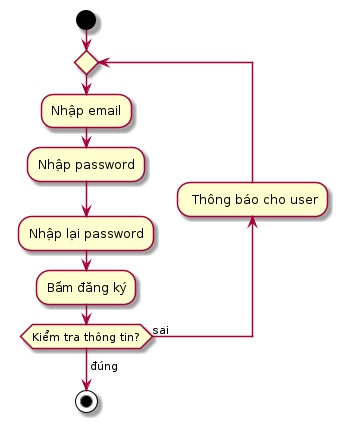 Nhập email
Nhập password
Thông báo cho user
Nhập lại password
Bấm đăng ký
Kiểm tra thông tin?
sai
đúng